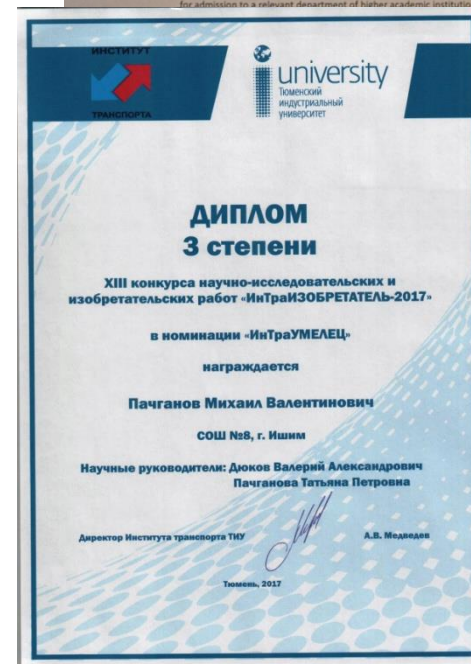 for admission to a relevant department of higher academic institution
ИНСТИТУТ
ТРАНСПОРТА
university
Тюменский
индустриальный
университет
ДИПЛОМ
3 степени
XIII конкурса научно-исследовательских и
изобретательских работ «ИнТраИЗОБРЕТАТЕЛЬ-2017»
в номинации «ИнТраУМЕЛЕЦ»
награждается
Пачганов Михаил Валентинович
СОШ №8, г. Ишим
Научные руководители: Дюков Валерий Александрович
Пачганова Татьяна Петровна
Директор Института транспорта ТИУ А.В. Медведев
Тюмень, 2017